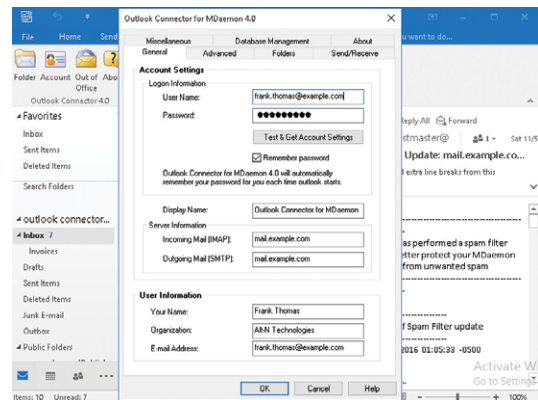 Outlook Connector for MDaemon 4.0
File Home Send
u want to do...
Miscellaneous Database Management About
General Advanced Folders Send/Receive
Folder Account Out of Abo
Office
Outlook Connector 4.0
Account Settings
Logon Information
User Name: frank.thomas@example.com
Password:
Test & Get Account Settings
Remember password
Outlook Connector for MDaemon 4.0 will automatically
remember your password for you each time outlook starts.
Display Name: Outlook Connector for MDaemon
Server Information
Incoming Mail (IMAP): mail.example.com
Outgoing Mail (SMTP): mail.example.com
User Information
Your Name: Frank Thomas
Organization: Alt-N Technologies
E-mail Address: frank.thomas@example.com
OK Cancel Help
Favorites
Inbox
Sent Items
Deleted Items
Search Folders
outlook connector...
Inbox 7
Invoices
Drafts
Sent Items
Deleted Items
Junk E-mail
Outbox
Public Folders
Items: 10 Unread: 7
eply All Forward
stmaster@ 1 Sat 11/5
Update: mail.example.co...
extra line breaks from this
as performed a spam filter
etter protect your MDaemon
from unwanted spam
f Spam Filter update
2016 01:05:33 -0500
Activate W
Go to Settings
100%